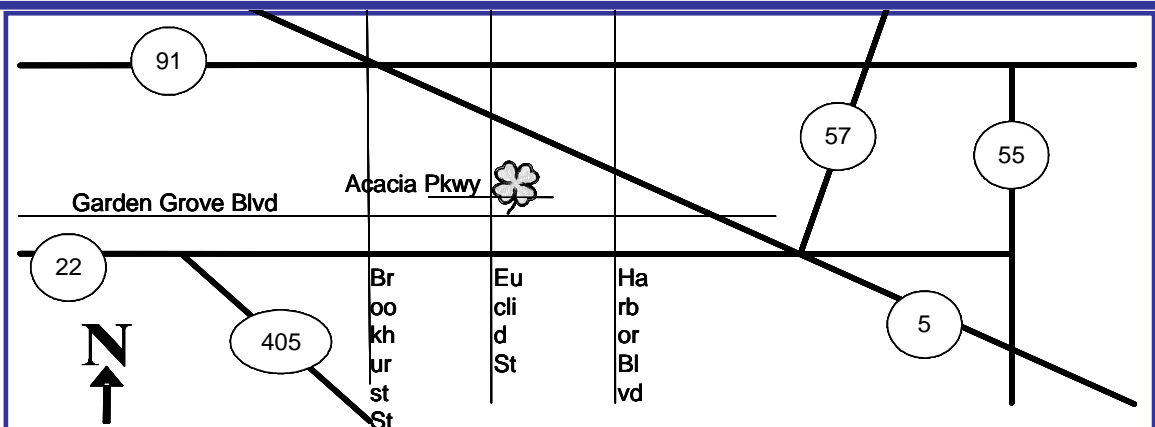 91
57
55
Acacia Pkwy
Garden Grove Blvd
22
Br
oo
kh
ur
st
St
Eu
cli
d
St
Ha
rb
or
Bl
vd
5
405
N